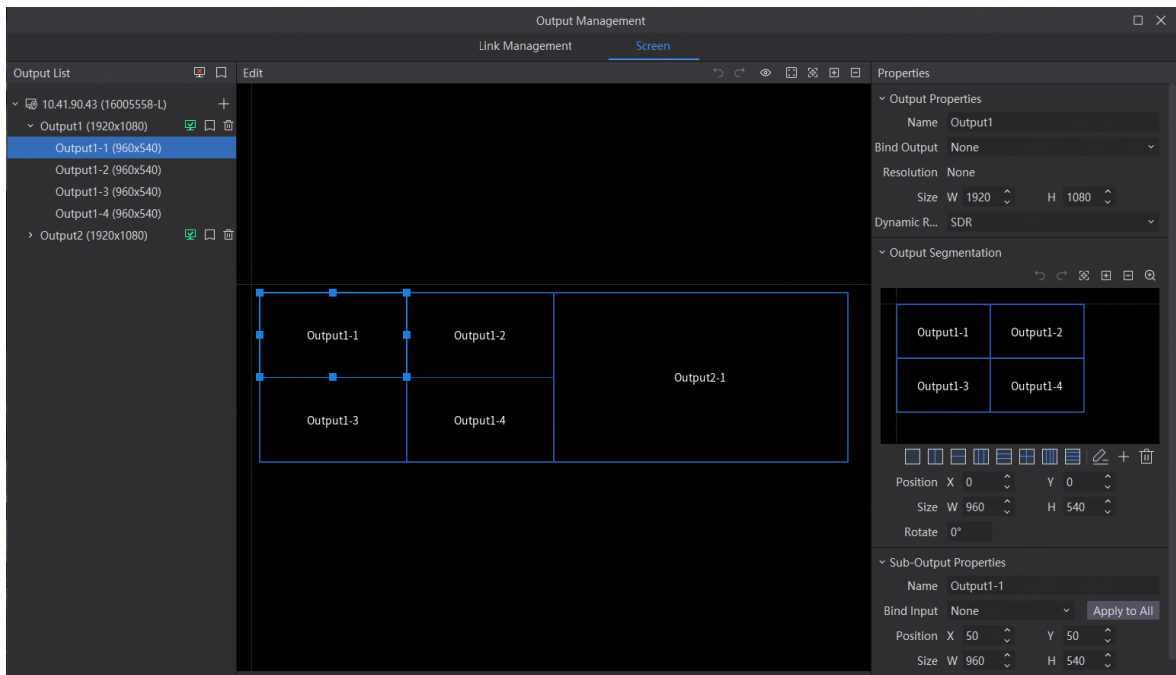 Output Management
Link Management Screen
Output List
Edit
Properties
10.41.90.43 (16005558-L)
Output1 (1920x1080)
Output1-1 (960x540)
Output1-2 (960x540)
Output1-3 (960x540)
Output1-4 (960x540)
Output2 (1920x1080)
Output1-1 Output1-2
Output2-1
Output1-3 Output1-4
Output Properties
Name Output1
Bind Output None
Resolution None
Size W 1920 H 1080
Dynamic R... SDR
Output Segmentation
Output1-1 Output1-2
Output1-3 Output1-4
Position X 0 Y 0
Size W 960 H 540
Rotate 0°
Sub-Output Properties
Name Output1-1
Bind Input None Apply to All
Position X 50 Y 50
Size W 960 H 540